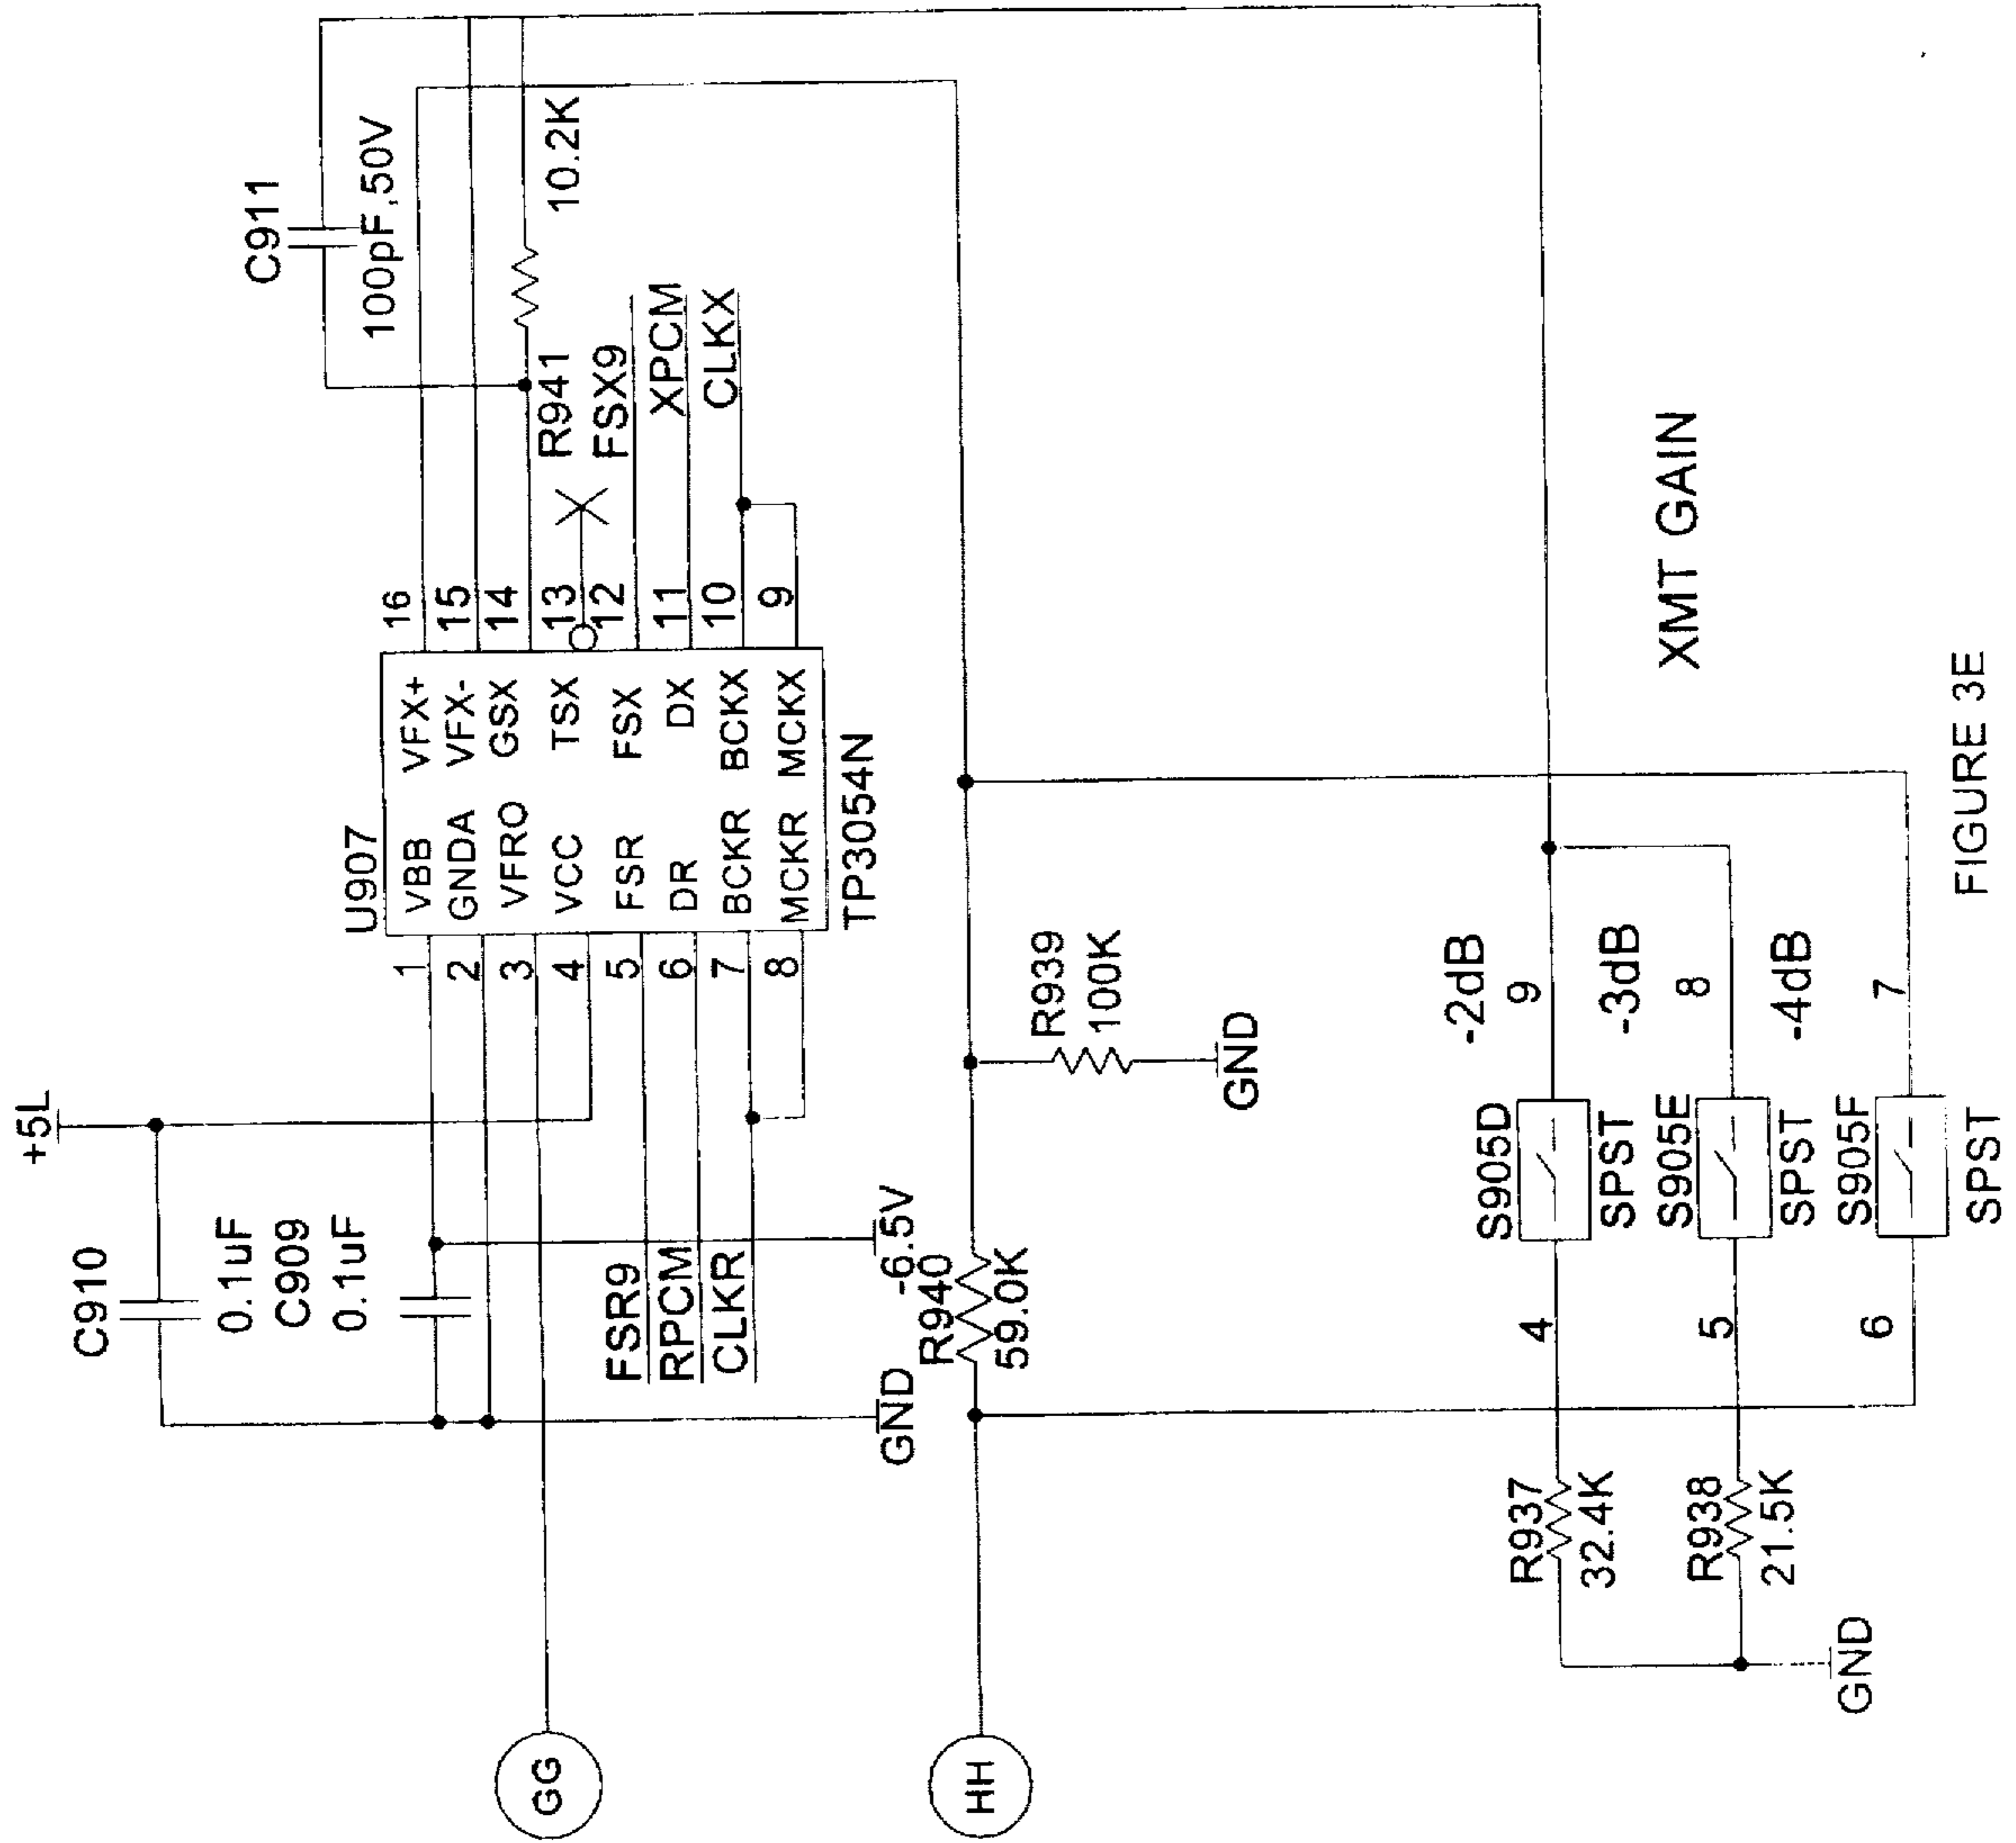 +5L
C910
0.1uF
C909
0.1uF
U907
1 VBB VFX+ 16
2 GNDA VFX- 15
3 VFRO GSX 14
4 VCC TSX 13
5 FSR FSX 12
6 DR DX 11
7 BCKR BCKX 10
8 MCKR MCKX 9
TP3054N
C911
100pF,50V
10.2K
R941
FSX9
XPCM
CLKX
FSR9
RPCM
CLKR
GG
GND
-6.5V
R940
59.0K
HH
R939
100K
GND
-2dB
S905D
4 9
SPST
R937
32.4K
-3dB
S905E
5 8
SPST
R938
21.5K
-4dB
S905F
6 7
SPST
GND
XMT GAIN
FIGURE 3E